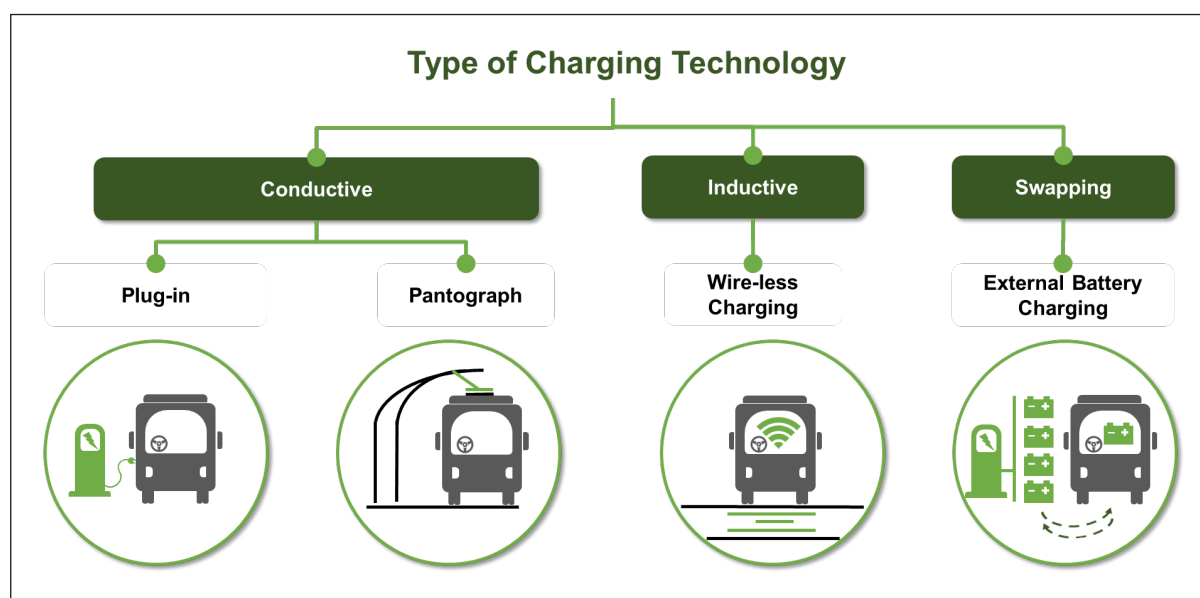 Type of Charging Technology
Conductive
Inductive
Swapping
Plug-in
Pantograph
Wire-less
Charging
External Battery
Charging